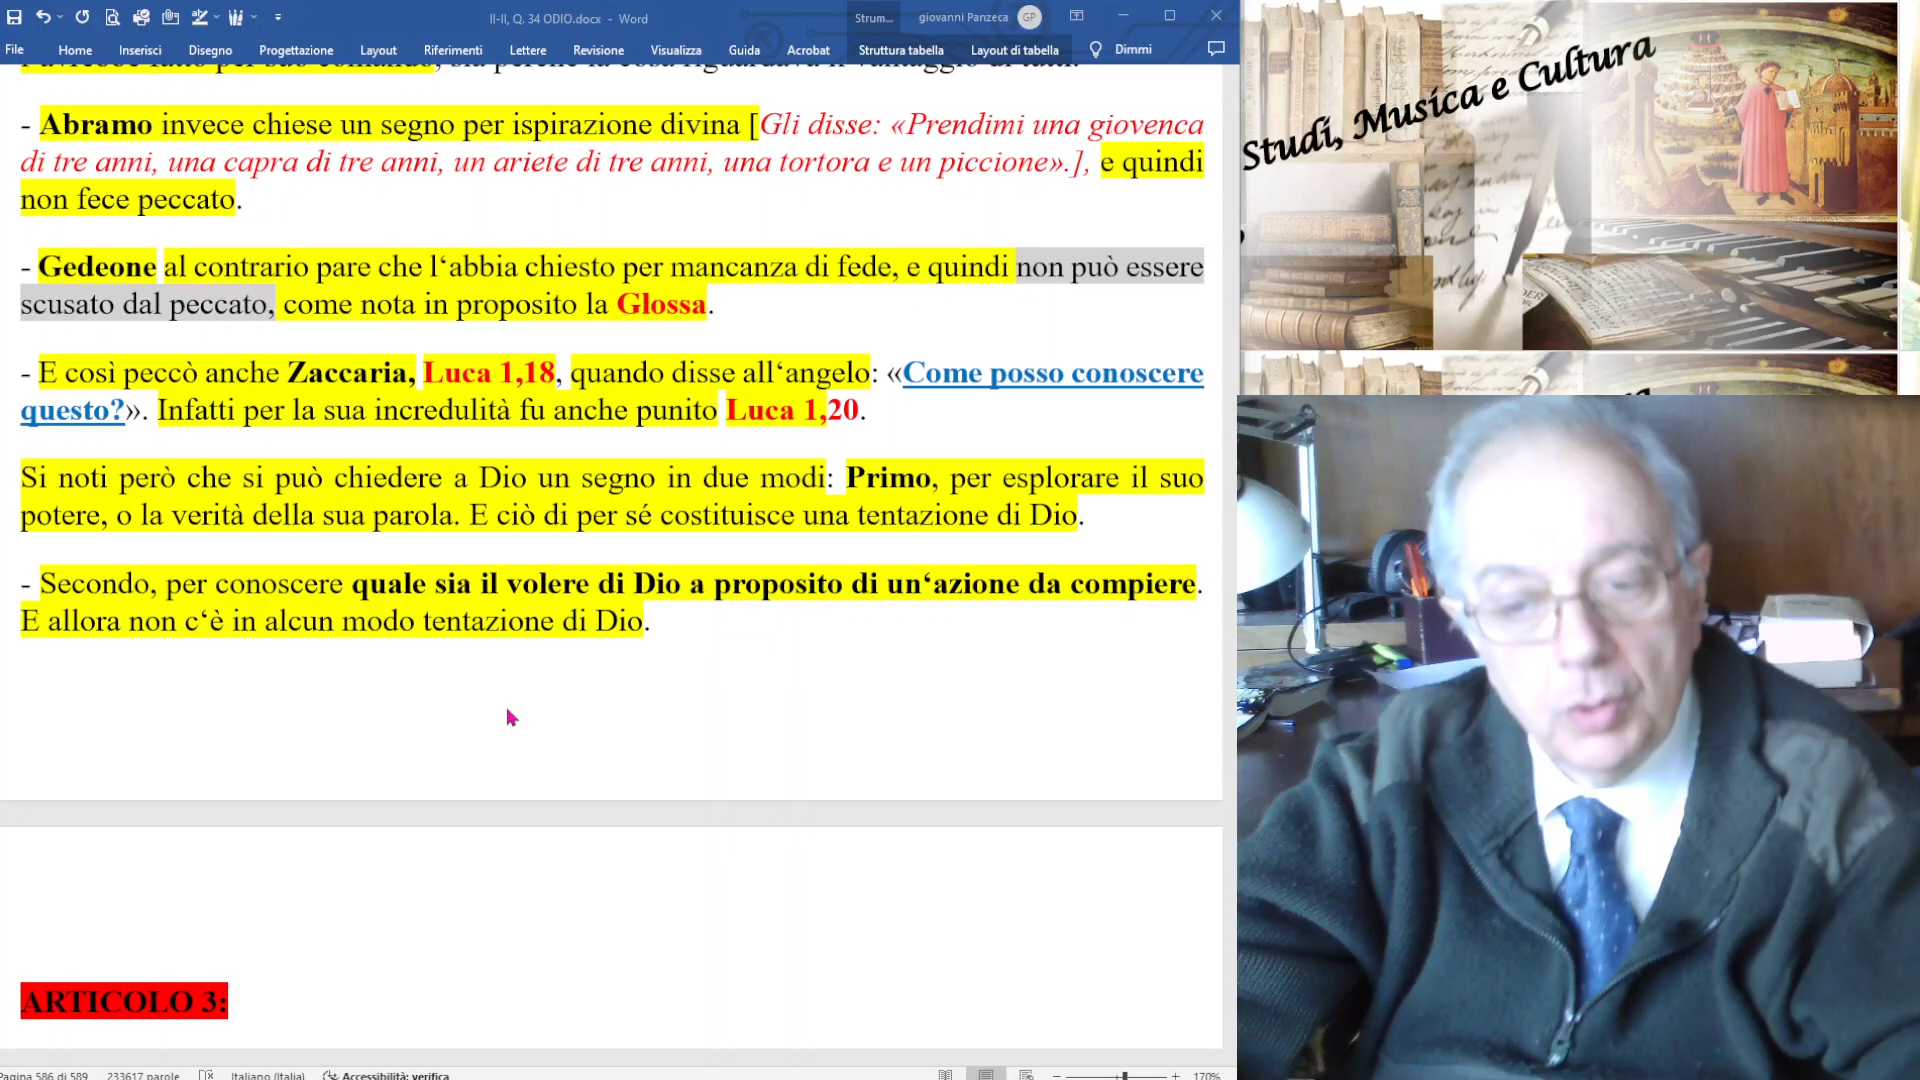 II-II, Q. 34 ODIO.docx - Word
Strum...
giovanni Panzeca
GP
File Home Inserisci Disegno Progettazione Layout Riferimenti Lettere Revisione Visualizza Guida Acrobat Struttura tabella Layout di tabella Dimmi
- Abramo invece chiese un segno per ispirazione divina [Gli disse: «Prendimi una giovenca
di tre anni, una capra di tre anni, un ariete di tre anni, una tortora e un piccione».], e quindi
non fece peccato.
- Gedeone al contrario pare che l‘abbia chiesto per mancanza di fede, e quindi non può essere
scusato dal peccato, come nota in proposito la Glossa.
- E così peccò anche Zaccaria, Luca 1,18, quando disse all‘angelo: «Come posso conoscere
questo?». Infatti per la sua incredulità fu anche punito Luca 1,20.
Si noti però che si può chiedere a Dio un segno in due modi: Primo, per esplorare il suo
potere, o la verità della sua parola. E ciò di per sé costituisce una tentazione di Dio.
- Secondo, per conoscere quale sia il volere di Dio a proposito di un‘azione da compiere.
E allora non c‘è in alcun modo tentazione di Dio.
ARTICOLO 3:
Pagina 586 di 589 233617 parole Italiano (Italia) Accessibilità: verifica 170%
Studi, Musica e Cultura